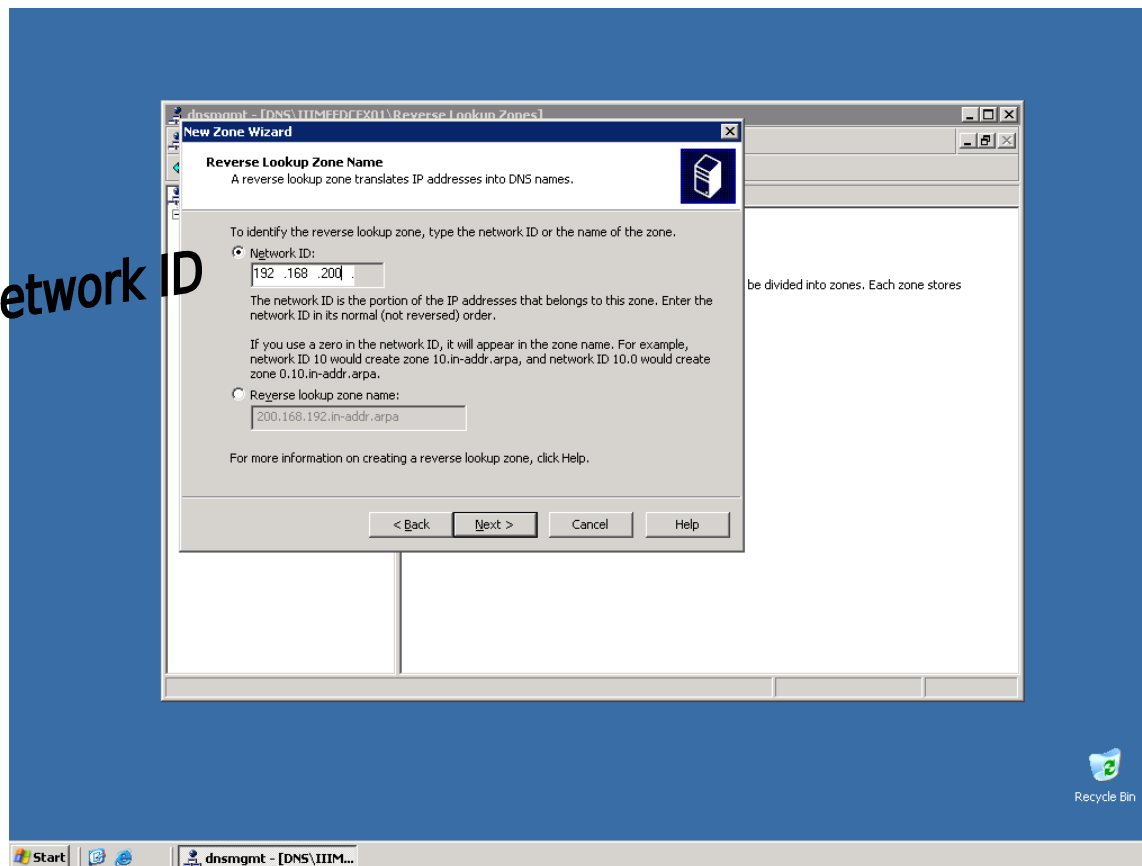 dnsmgmt - [DNS\IIIMEEDCEX01\Reverse Lookup Zones]
New Zone Wizard
Reverse Lookup Zone Name
A reverse lookup zone translates IP addresses into DNS names.
To identify the reverse lookup zone, type the network ID or the name of the zone.
Network ID:
192 .168 .200 .
The network ID is the portion of the IP addresses that belongs to this zone. Enter the
network ID in its normal (not reversed) order.
If you use a zero in the network ID, it will appear in the zone name. For example,
network ID 10 would create zone 10.in-addr.arpa, and network ID 10.0 would create
zone 0.10.in-addr.arpa.
Reverse lookup zone name:
200.168.192.in-addr.arpa
For more information on creating a reverse lookup zone, click Help.
< Back Next > Cancel Help
etwork ID
be divided into zones. Each zone stores
Recycle Bin
Start
dnsmgmt - [DNS\IIIM...